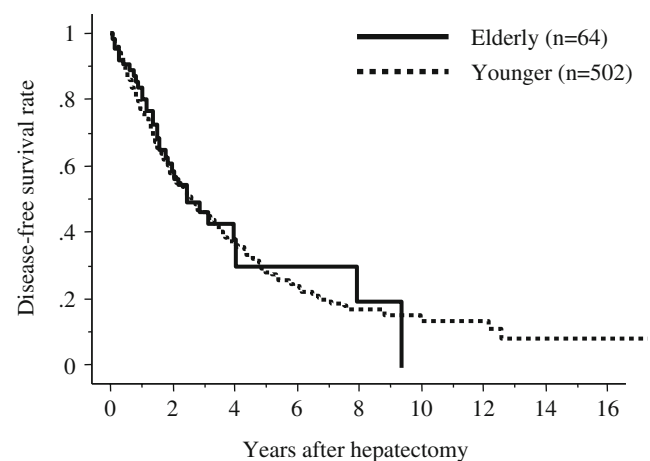 Elderly (n=64)
Younger (n=502)
Disease-free survival rate
1
.8
.6
.4
.2
0
0 2 4 6 8 10 12 14 16
Years after hepatectomy